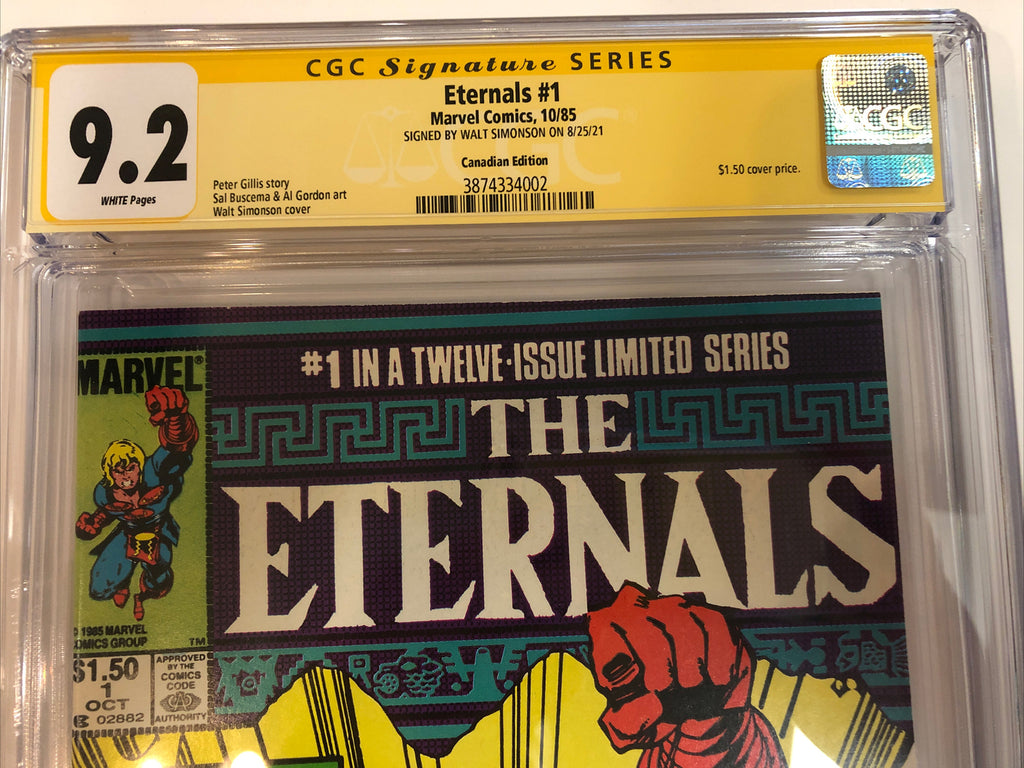 CGC Signature SERIES
9.2
WHITE Pages
Eternals #1
Marvel Comics, 10/85
SIGNED BY WALT SIMONSON ON 8/25/21
Canadian Edition
3874334002
Peter Gillis story
Sal Buscema & Al Gordon art
Walt Simonson cover
$1.50 cover price.
CGC
CGC
MARVEL®
#1 IN A TWELVE-ISSUE LIMITED SERIES
THE
ETERNALS
1985 MARVEL
COMICS GROUP
TM
$1.50
1
OCT
02882
APPROVED
BY THE
COMICS
CODE
AUTHORITY